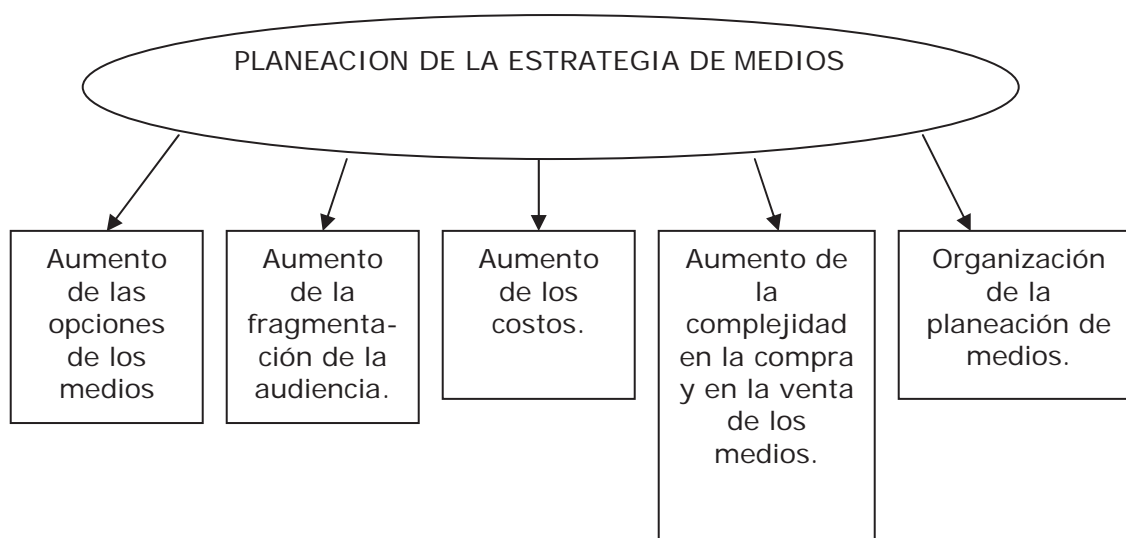 PLANEACION DE LA ESTRATEGIA DE MEDIOS
Aumento
de las
opciones
de los
medios
Aumento
de la
fragmenta-
ción de la
audiencia.
Aumento
de los
costos.
Aumento de
la
complejidad
en la compra
y en la venta
de los
medios.
Organización
de la
planeación de
medios.